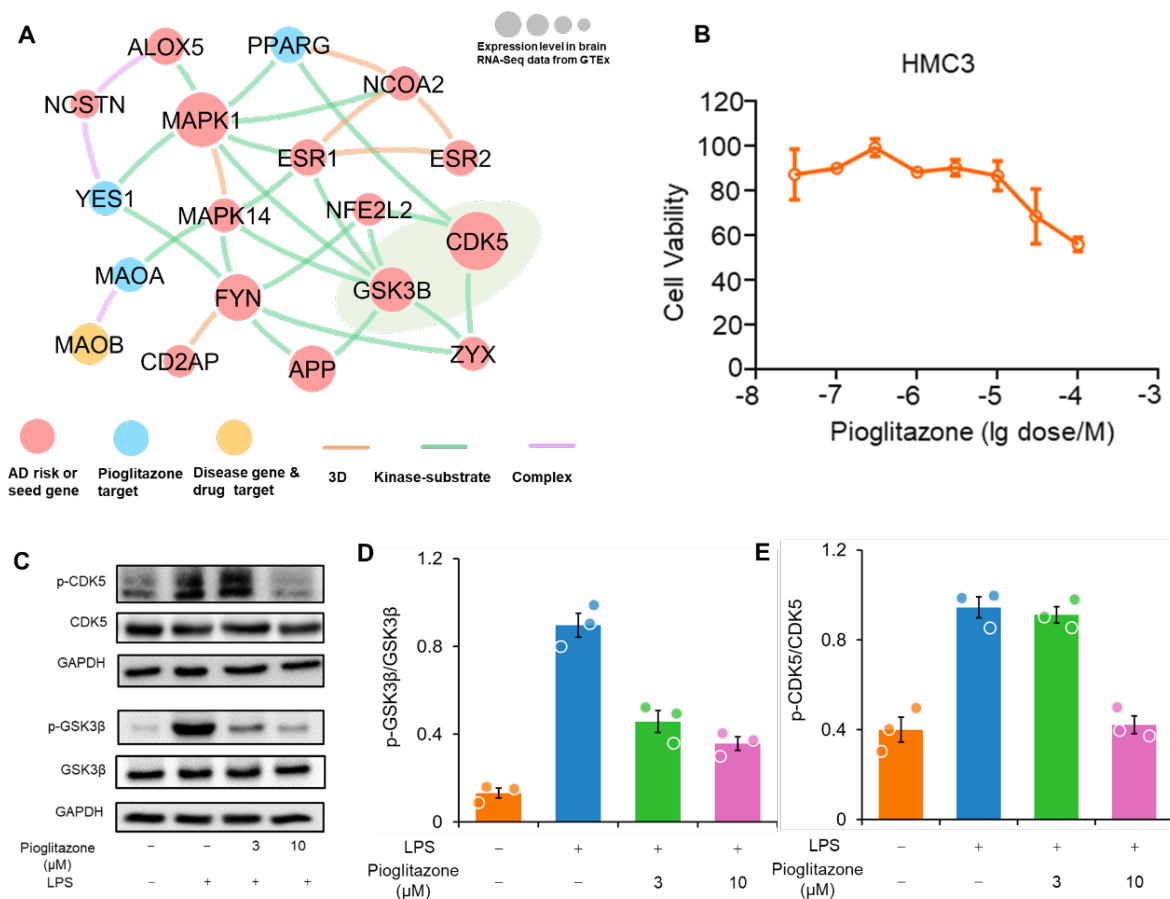 A
ALOX5
PPARG
Expression level in brain
RNA-Seq data from GTEx
NCSTN
NCOA2
MAPK1
ESR1
ESR2
YES1
MAPK14
NFE2L2
CDK5
MAOA
FYN
GSK3B
MAOB
CD2AP
APP
ZYX
AD risk or
seed gene
Pioglitazone
target
Disease gene &
drug target
3D
Kinase-substrate
Complex
B
HMC3
Cell Vability
120
100
80
60
40
20
0
-8
-7
-6
-5
-4
-3
Pioglitazone (lg dose/M)
C
p-CDK5
CDK5
GAPDH
p-GSK3β
GSK3β
GAPDH
Pioglitazone
(μM)
– – 3 10
LPS – + + +
D
p-GSK3β/GSK3β
1.2
0.8
0.4
0
LPS – + + +
Pioglitazone
(μM)
– – 3 10
E
p-CDK5/CDK5
1.2
0.8
0.4
0
LPS – + + +
Pioglitazone
(μM)
– – 3 10